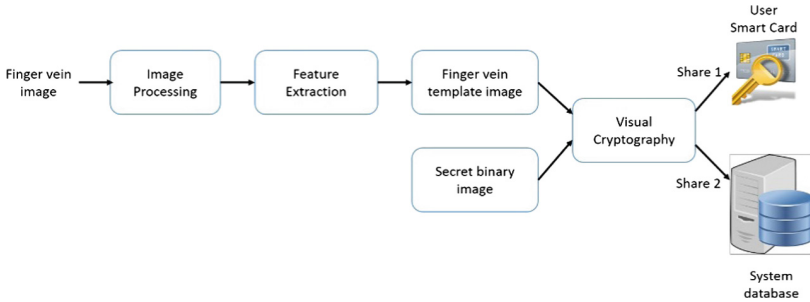 User
Smart Card
Finger vein
image
Image
Processing
Feature
Extraction
Finger vein
template image
Share 1
Visual
Cryptography
Secret binary
image
Share 2
System
database